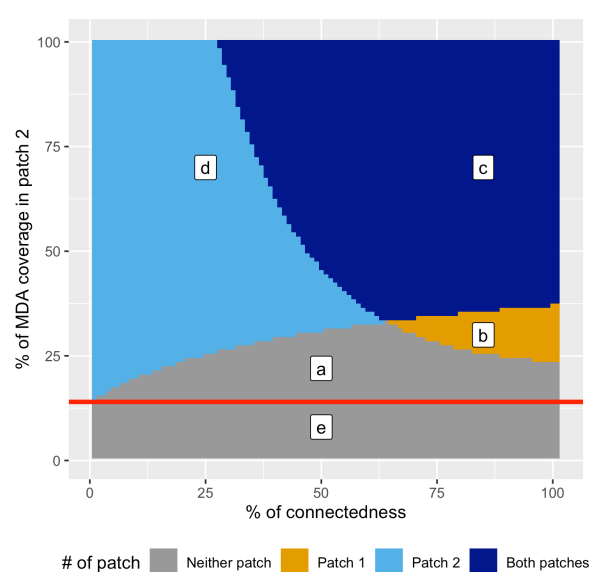 % of MDA coverage in patch 2
100
75
50
25
0
d
c
b
a
e
0 25 50 75 100
% of connectedness
# of patch Neither patch Patch 1 Patch 2 Both patches